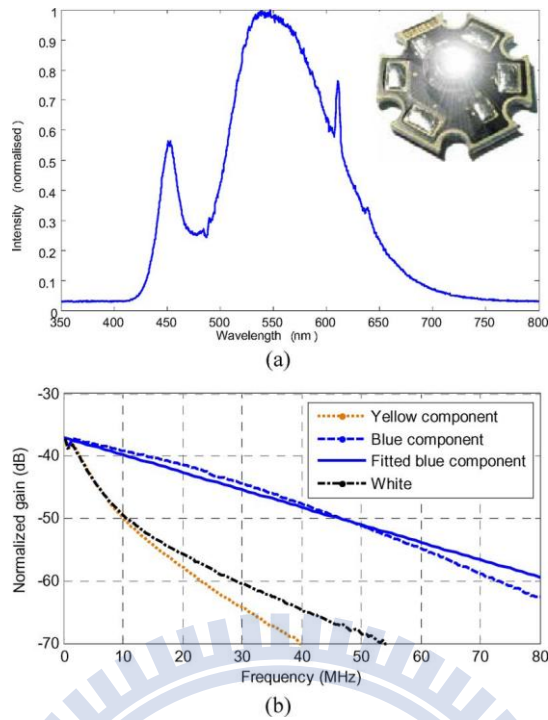 1
0.9
0.8
0.7
0.6
0.5
0.4
0.3
0.2
0.1
0
Intensity (normalised)
350 400 450 500 550 600 650 700 750 800
Wavelength (nm)
(a)
-30
-40
-50
-60
-70
Normalized gain (dB)
Yellow component
Blue component
Fitted blue component
White
0 10 20 30 40 50 60 70 80
Frequency (MHz)
(b)